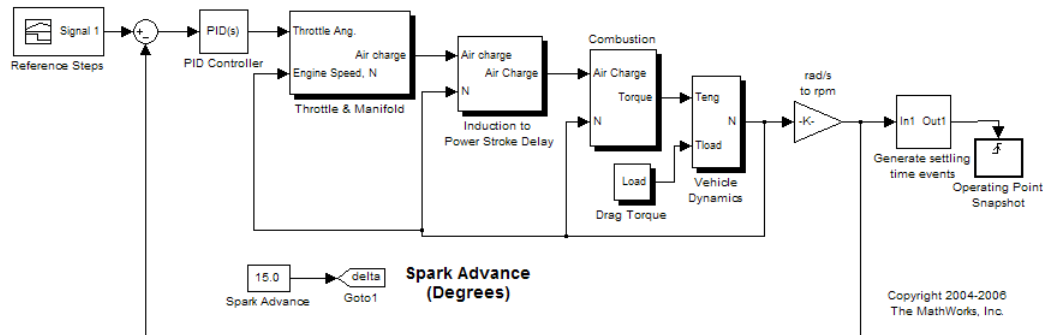 Signal 1
Reference Steps
+
−
PID(s)
PID Controller
Throttle Ang.
Air charge
Engine Speed, N
Throttle & Manifold
Air charge
Air Charge
N
Induction to
Power Stroke Delay
Combustion
Air Charge
Torque
N
Load
Drag Torque
Teng
N
Tload
Vehicle
Dynamics
rad/s
to rpm
-K-
In1 Out1
Generate settling
time events
Operating Point
Snapshot
15.0
Spark Advance
delta
Goto1
Spark Advance
(Degrees)
Copyright 2004-2006
The MathWorks, Inc.